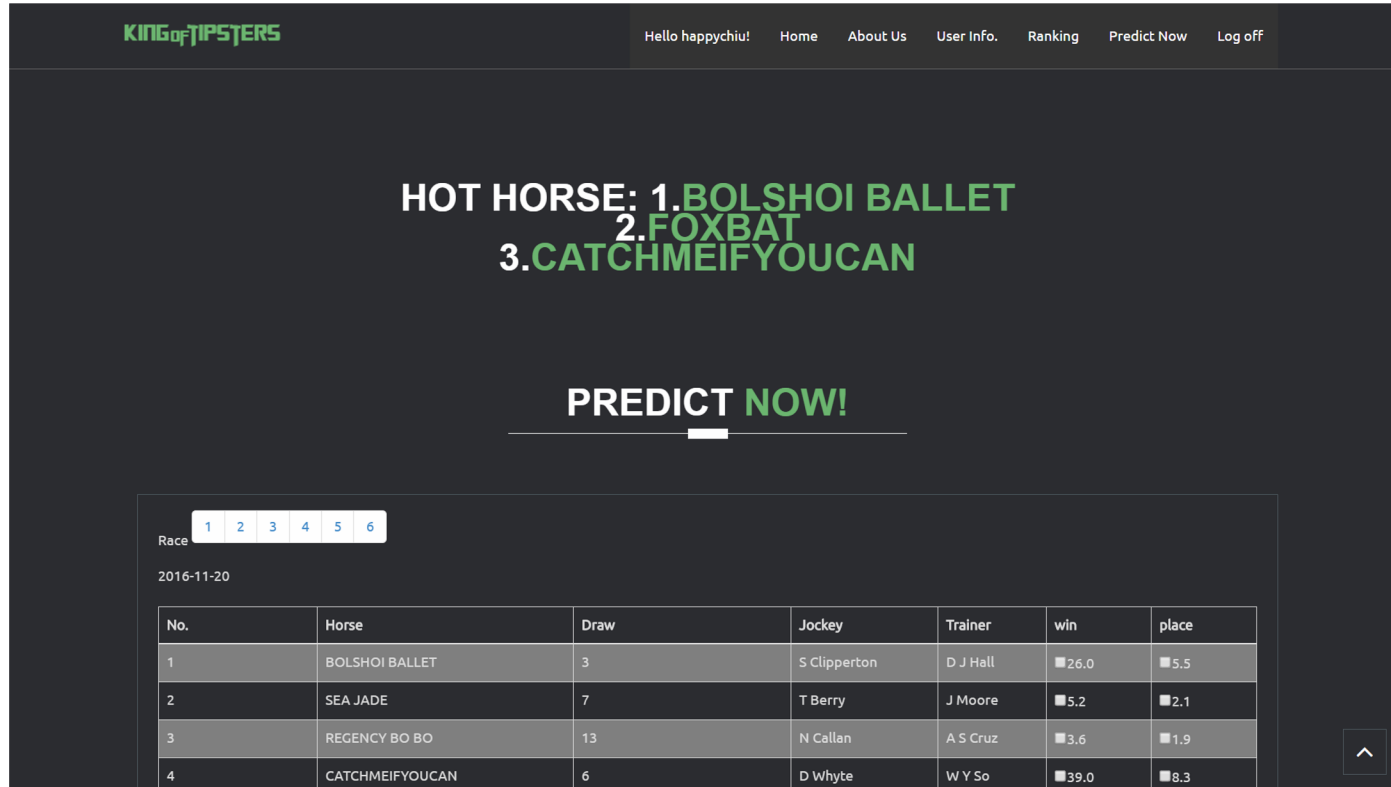 KINGOFTIPSTERS
Hello happychiu! Home About Us User Info. Ranking Predict Now Log off
HOT HORSE: 1.BOLSHOI BALLET
2.FOXBAT
3.CATCHMEIFYOUCAN
PREDICT NOW!
Race 1 2 3 4 5 6
2016-11-20
No. Horse Draw Jockey Trainer win place
1 BOLSHOI BALLET 3 S Clipperton D J Hall 26.0 5.5
2 SEA JADE 7 T Berry J Moore 5.2 2.1
3 REGENCY BO BO 13 N Callan A S Cruz 3.6 1.9
4 CATCHMEIFYOUCAN 6 D Whyte W Y So 39.0 8.3